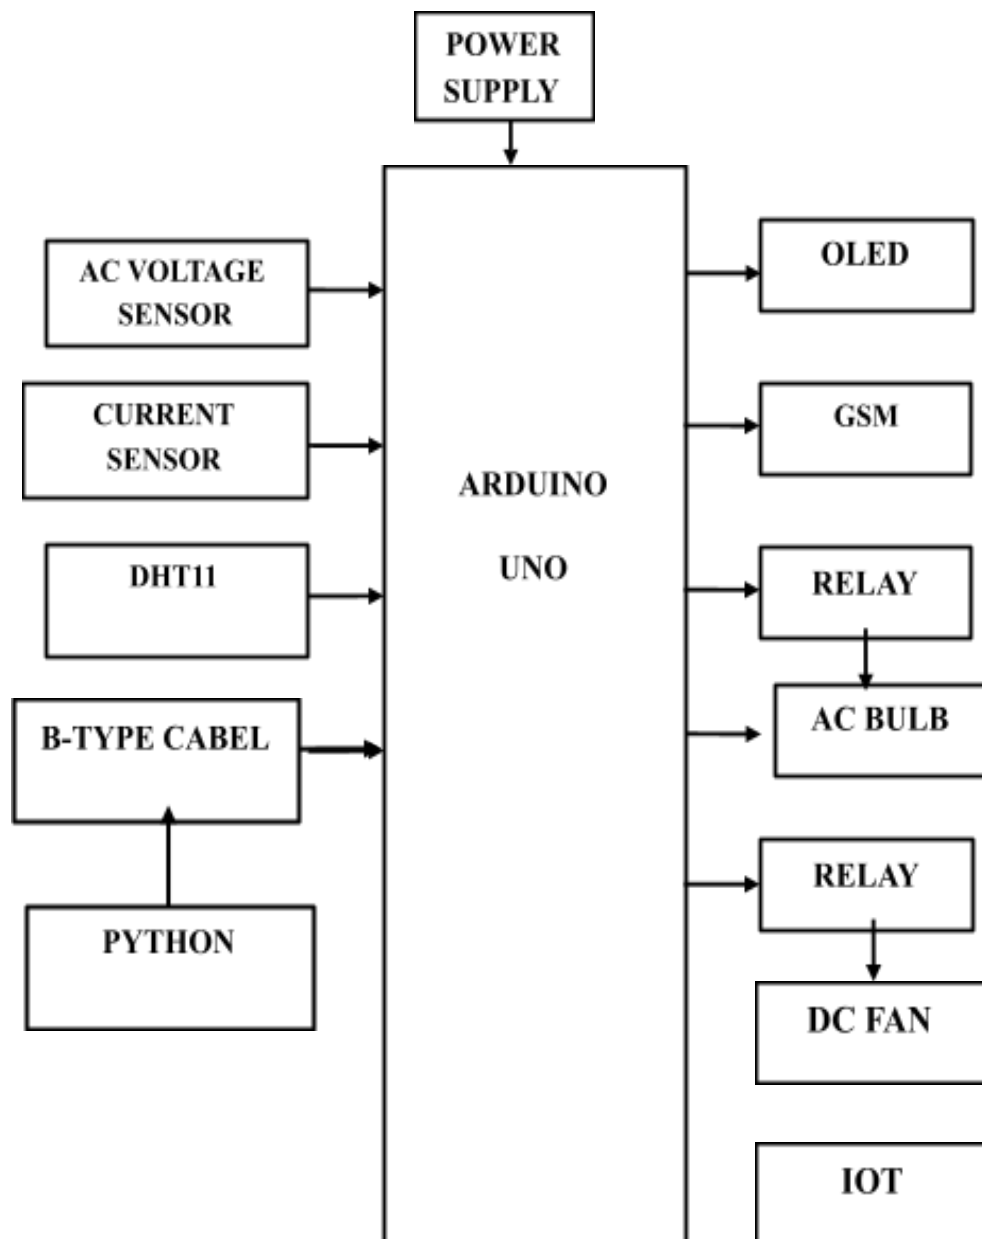 POWER
SUPPLY
AC VOLTAGE
SENSOR
CURRENT
SENSOR
DHT11
B-TYPE CABEL
PYTHON
ARDUINO
UNO
OLED
GSM
RELAY
AC BULB
RELAY
DC FAN
IOT